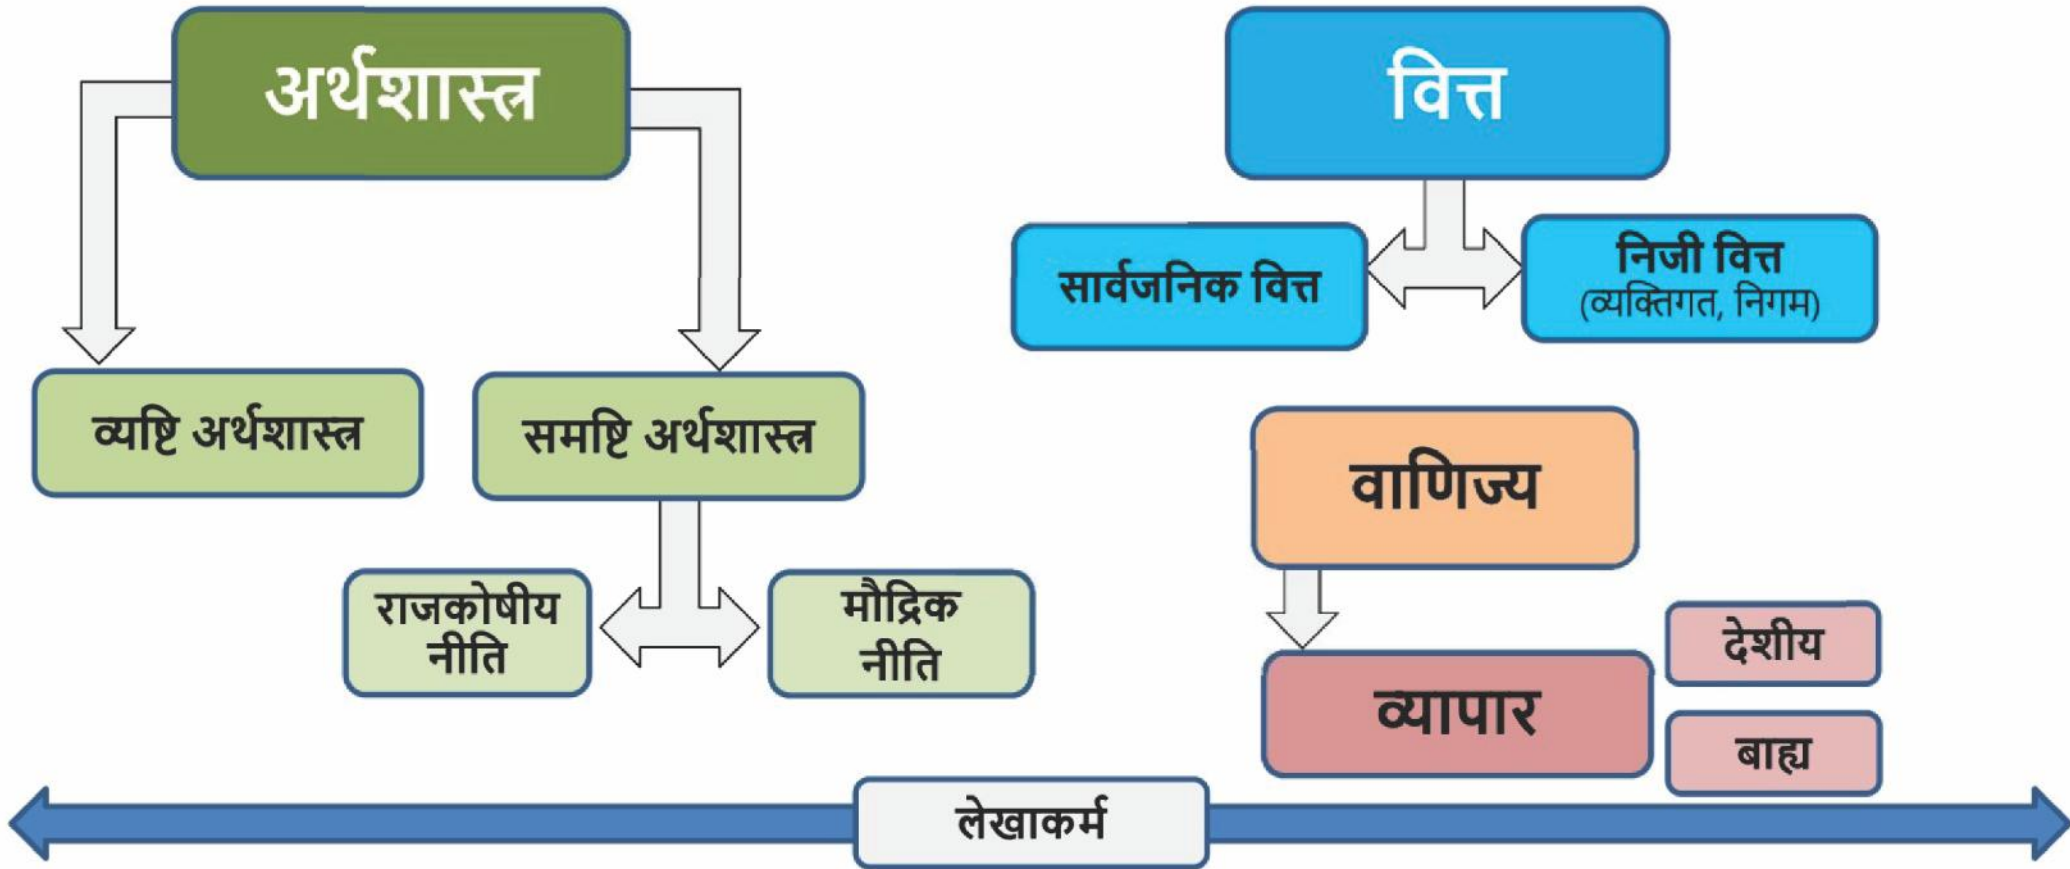 अर्थशास्त्र
वित्त
सार्वजनिक वित्त
निजी वित्त
(व्यक्तिगत, निगम)
व्यष्टि अर्थशास्त्र
समष्टि अर्थशास्त्र
वाणिज्य
राजकोषीय
नीति
मौद्रिक
नीति
व्यापार
देशीय
बाह्य
लेखाकर्म